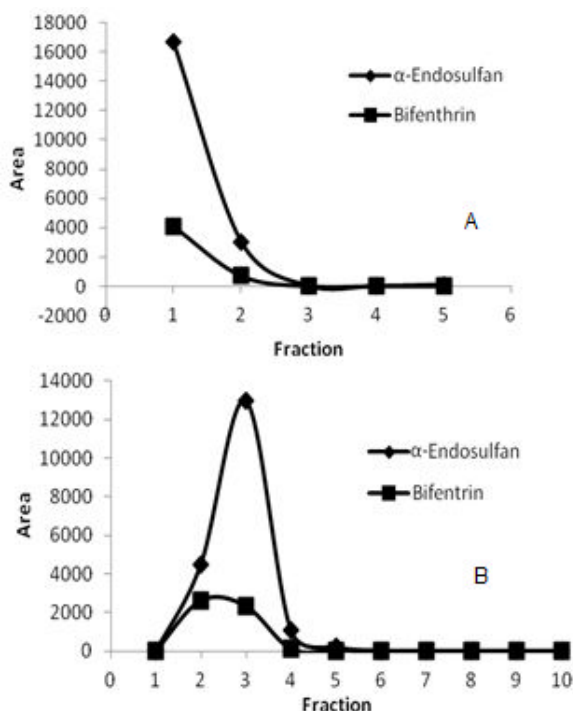 18000
16000
14000
12000
10000
8000
6000
4000
2000
0
-2000
Area
α-Endosulfan
Bifenthrin
A
0 1 2 3 4 5 6
Fraction
14000
12000
10000
8000
6000
4000
2000
0
Area
α-Endosulfan
Bifentrin
B
0 1 2 3 4 5 6 7 8 9 10
Fraction